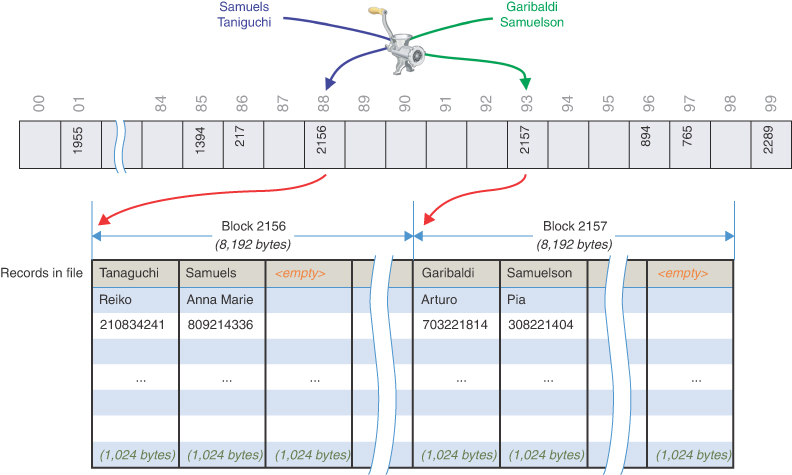 Samuels
Taniguchi
Garibaldi
Samuelson
00 01 84 85 86 87 88 89 90 91 92 93 94 95 96 97 98 99
1955 1394 217 2156 2157 894 765 2289
Block 2156
(8,192 bytes)
Block 2157
(8,192 bytes)
Records in file Tanaguchi Samuels <empty> Garibaldi Samuelson <empty>
Reiko Anna Marie Arturo Pia
210834241 809214336 703221814 308221404
... ... ... ... ... ...
(1,024 bytes) (1,024 bytes) (1,024 bytes) (1,024 bytes) (1,024 bytes) (1,024 bytes)